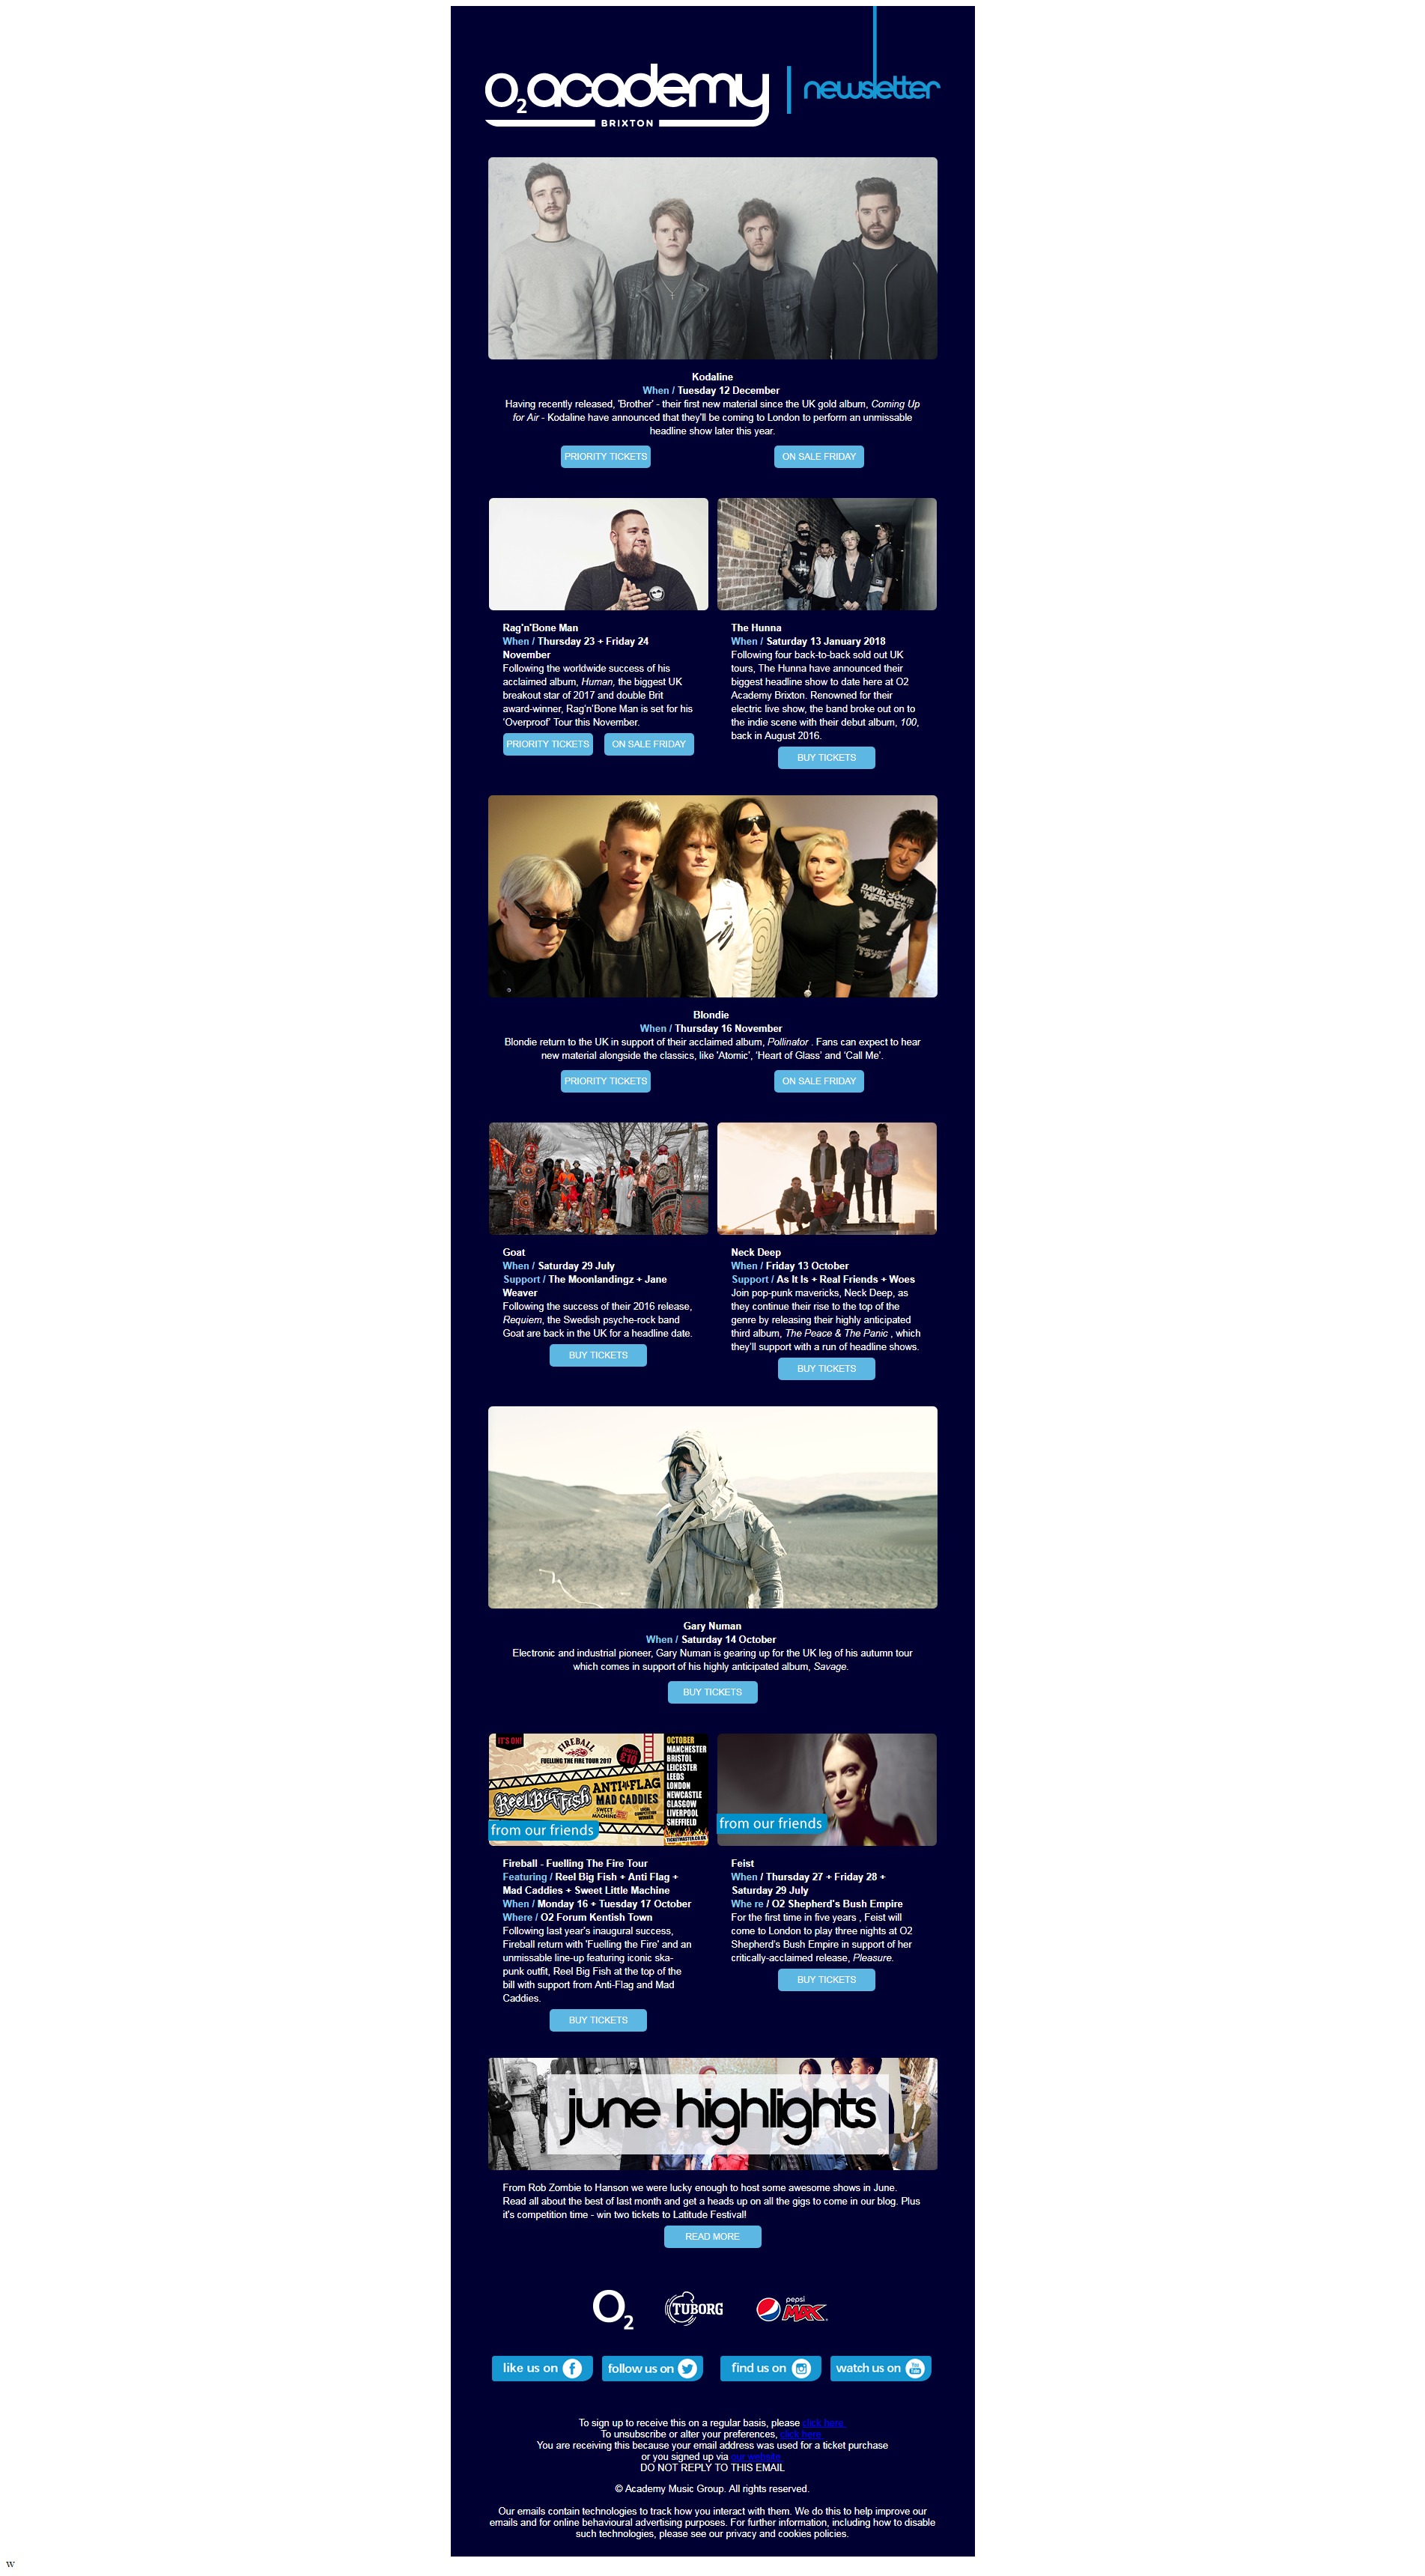 O2 academy
BRIXTON
newsletter
Kodaline
When / Tuesday 12 December
Having recently released, 'Brother' - their first new material since the UK gold album, Coming Up
for Air - Kodaline have announced that they'll be coming to London to perform an unmissable
headline show later this year.
PRIORITY TICKETS
ON SALE FRIDAY
Rag'n'Bone Man
When / Thursday 23 + Friday 24
November
Following the worldwide success of his
acclaimed album, Human, the biggest UK
breakout star of 2017 and double Brit
award-winner, Rag'n'Bone Man is set for his
'Overproof' Tour this November.
PRIORITY TICKETS
ON SALE FRIDAY
The Hunna
When / Saturday 13 January 2018
Following four back-to-back sold out UK
tours, The Hunna have announced their
biggest headline show to date here at O2
Academy Brixton. Renowned for their
electric live show, the band broke out on to
the indie scene with their debut album, 100,
back in August 2016.
BUY TICKETS
DAVID BOWIE
"HEROES"
1975
Blondie
When / Thursday 16 November
Blondie return to the UK in support of their acclaimed album, Pollinator . Fans can expect to hear
new material alongside the classics, like 'Atomic', 'Heart of Glass' and 'Call Me'.
PRIORITY TICKETS
ON SALE FRIDAY
Goat
When / Saturday 29 July
Support / The Moonlandingz + Jane
Weaver
Following the success of their 2016 release,
Requiem, the Swedish psyche-rock band
Goat are back in the UK for a headline date.
BUY TICKETS
Neck Deep
When / Friday 13 October
Support / As It Is + Real Friends + Woes
Join pop-punk mavericks, Neck Deep, as
they continue their rise to the top of the
genre by releasing their highly anticipated
third album, The Peace & The Panic , which
they'll support with a run of headline shows.
BUY TICKETS
Gary Numan
When / Saturday 14 October
Electronic and industrial pioneer, Gary Numan is gearing up for the UK leg of his autumn tour
which comes in support of his highly anticipated album, Savage.
BUY TICKETS
IT'S ON!
FIREBALL
FUELLING THE FIRE TOUR 2017
£10
REEL BIG FISH
ANTI-FLAG
MAD CADDIES
SWEET LITTLE MACHINE
LOCAL COMPETITION WINNER
OCTOBER
MANCHESTER
BRISTOL
LEICESTER
LEEDS
LONDON
NEWCASTLE
GLASGOW
LIVERPOOL
SHEFFIELD
TICKETMASTER.CO.UK
from our friends
Fireball - Fuelling The Fire Tour
Featuring / Reel Big Fish + Anti Flag +
Mad Caddies + Sweet Little Machine
When / Monday 16 + Tuesday 17 October
Where / O2 Forum Kentish Town
Following last year's inaugural success,
Fireball return with 'Fuelling the Fire' and an
unmissable line-up featuring iconic ska-
punk outfit, Reel Big Fish at the top of the
bill with support from Anti-Flag and Mad
Caddies.
BUY TICKETS
from our friends
Feist
When / Thursday 27 + Friday 28 +
Saturday 29 July
Whe re / O2 Shepherd's Bush Empire
For the first time in five years , Feist will
come to London to play three nights at O2
Shepherd's Bush Empire in support of her
critically-acclaimed release, Pleasure.
BUY TICKETS
june highlights
From Rob Zombie to Hanson we were lucky enough to host some awesome shows in June.
Read all about the best of last month and get a heads up on all the gigs to come in our blog. Plus
it's competition time - win two tickets to Latitude Festival!
READ MORE
O2
TUBORG
pepsi
MAX
like us on
follow us on
find us on
watch us on
You Tube
To sign up to receive this on a regular basis, please click here
To unsubscribe or alter your preferences, click here
You are receiving this because your email address was used for a ticket purchase
or you signed up via our website
DO NOT REPLY TO THIS EMAIL
© Academy Music Group. All rights reserved.
Our emails contain technologies to track how you interact with them. We do this to help improve our
emails and for online behavioural advertising purposes. For further information, including how to disable
such technologies, please see our privacy and cookies policies.
w